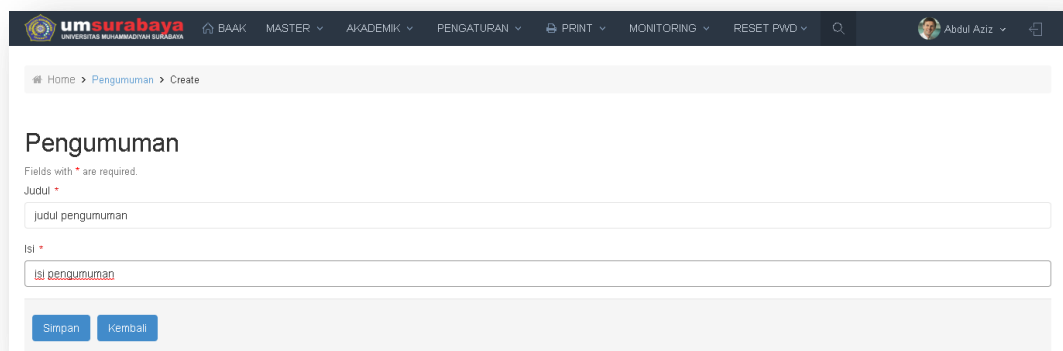 umsurabaya BAAK MASTER AKADEMIK PENGATURAN PRINT MONITORING RESET PWD Abdul Aziz
UNIVERSITAS MUHAMMADIYAH SURABAYA
Home > Pengumuman > Create
Pengumuman
Fields with * are required.
Judul *
judul pengumuman
Isi *
isi pengumuman
Simpan Kembali